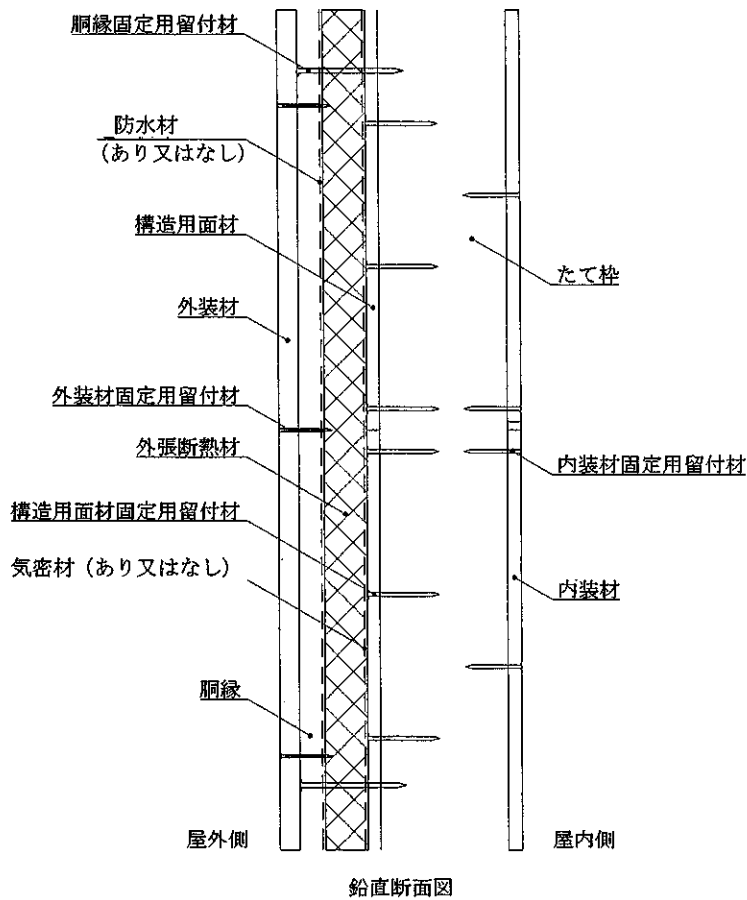 胴縁固定用留付材
防水材
（あり又はなし）
構造用面材
外装材
外装材固定用留付材
外張断熱材
構造用面材固定用留付材
気密材（あり又はなし）
胴縁
たて枠
内装材固定用留付材
内装材
屋外側
屋内側
鉛直断面図